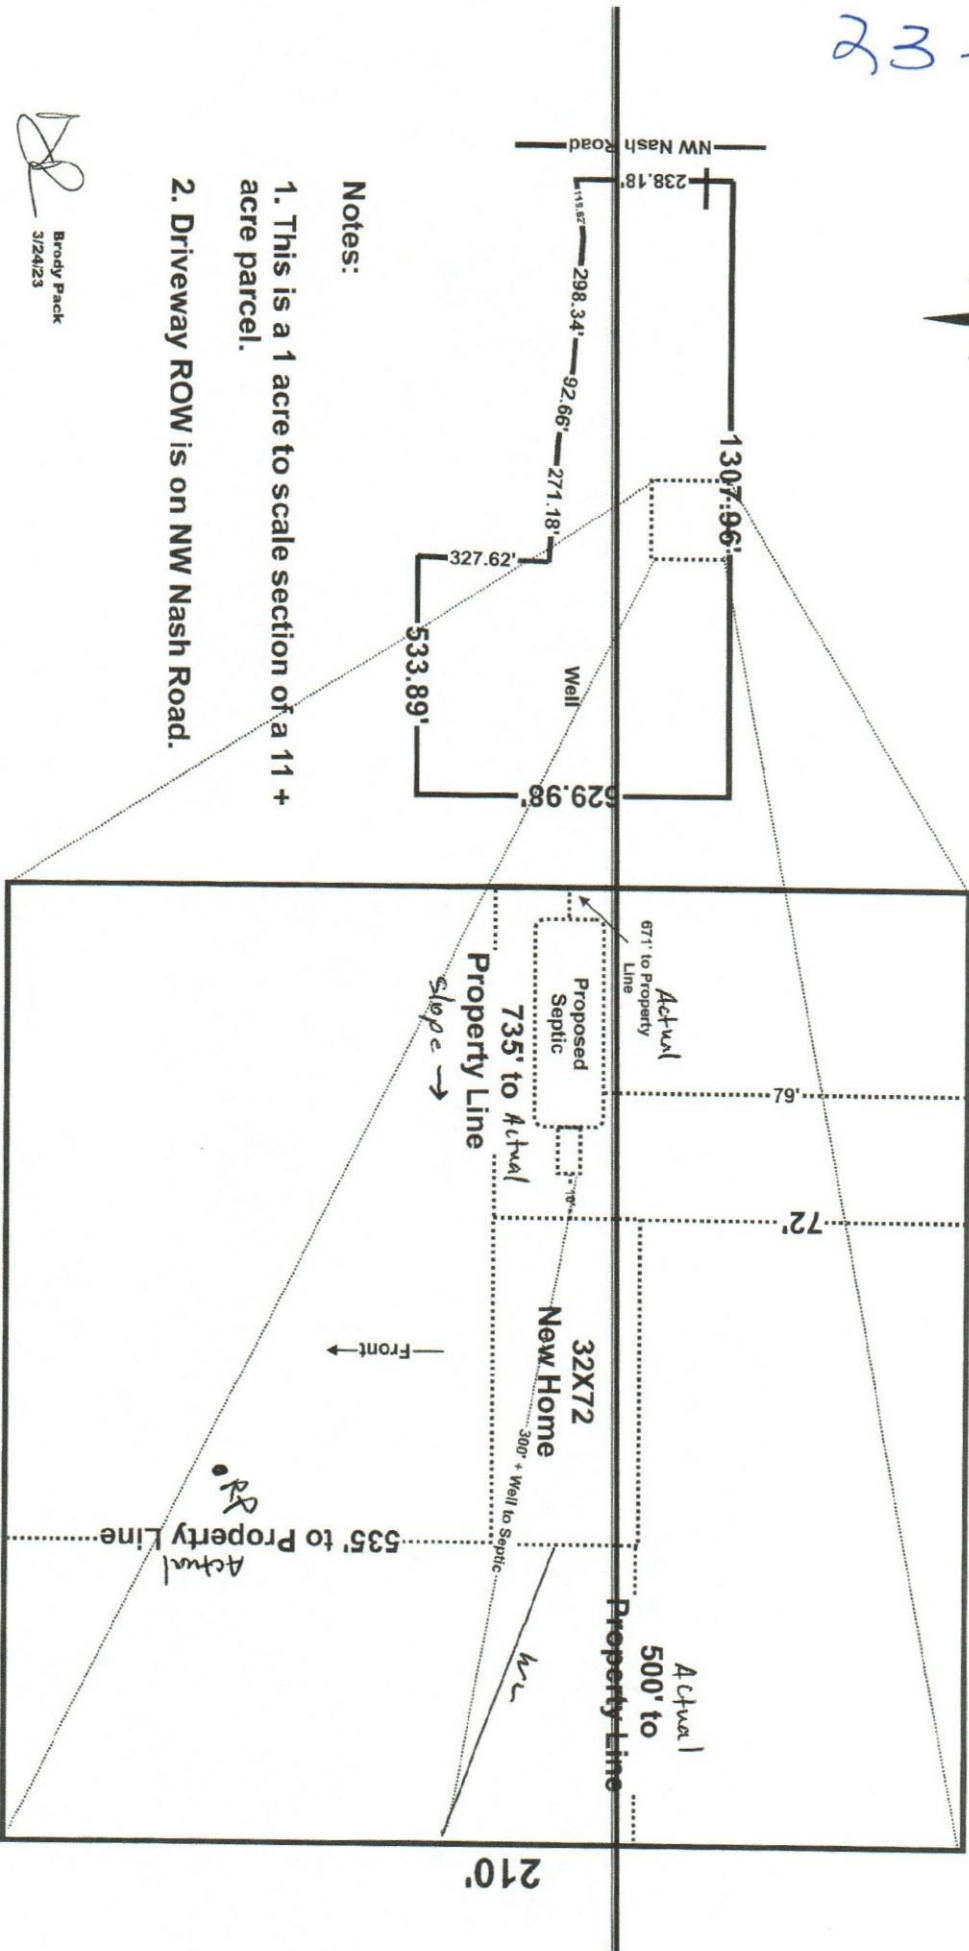 23-
NW Nash Road
238.18'
1307.96'
298.34'
92.66'
271.18'
327.62'
533.89'
Well
629.98'
Notes:
1. This is a 1 acre to scale section of a 11 +
acre parcel.
2. Driveway ROW is on NW Nash Road.
Brody Pack
3/24/23
671' to Property
Line
Actual
Proposed
Septic
79'
72'
735' to Actual
Property Line
Slope →
32X72
New Home
Front
300' + Well to Septic
RP
535' to Property Line
Actual
Actual
500' to
Property Line
210'